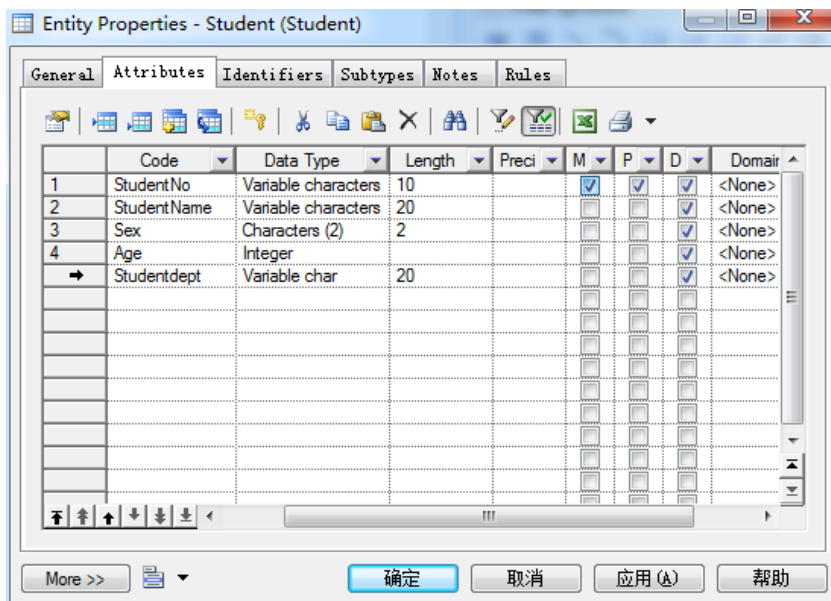 Entity Properties - Student (Student)
General Attributes Identifiers Subtypes Notes Rules
Code Data Type Length Preci M P D Domair
1 StudentNo Variable characters 10 <None>
2 StudentName Variable characters 20 <None>
3 Sex Characters (2) 2 <None>
4 Age Integer <None>
Studentdept Variable char 20 <None>
More >> 确定 取消 应用(A) 帮助